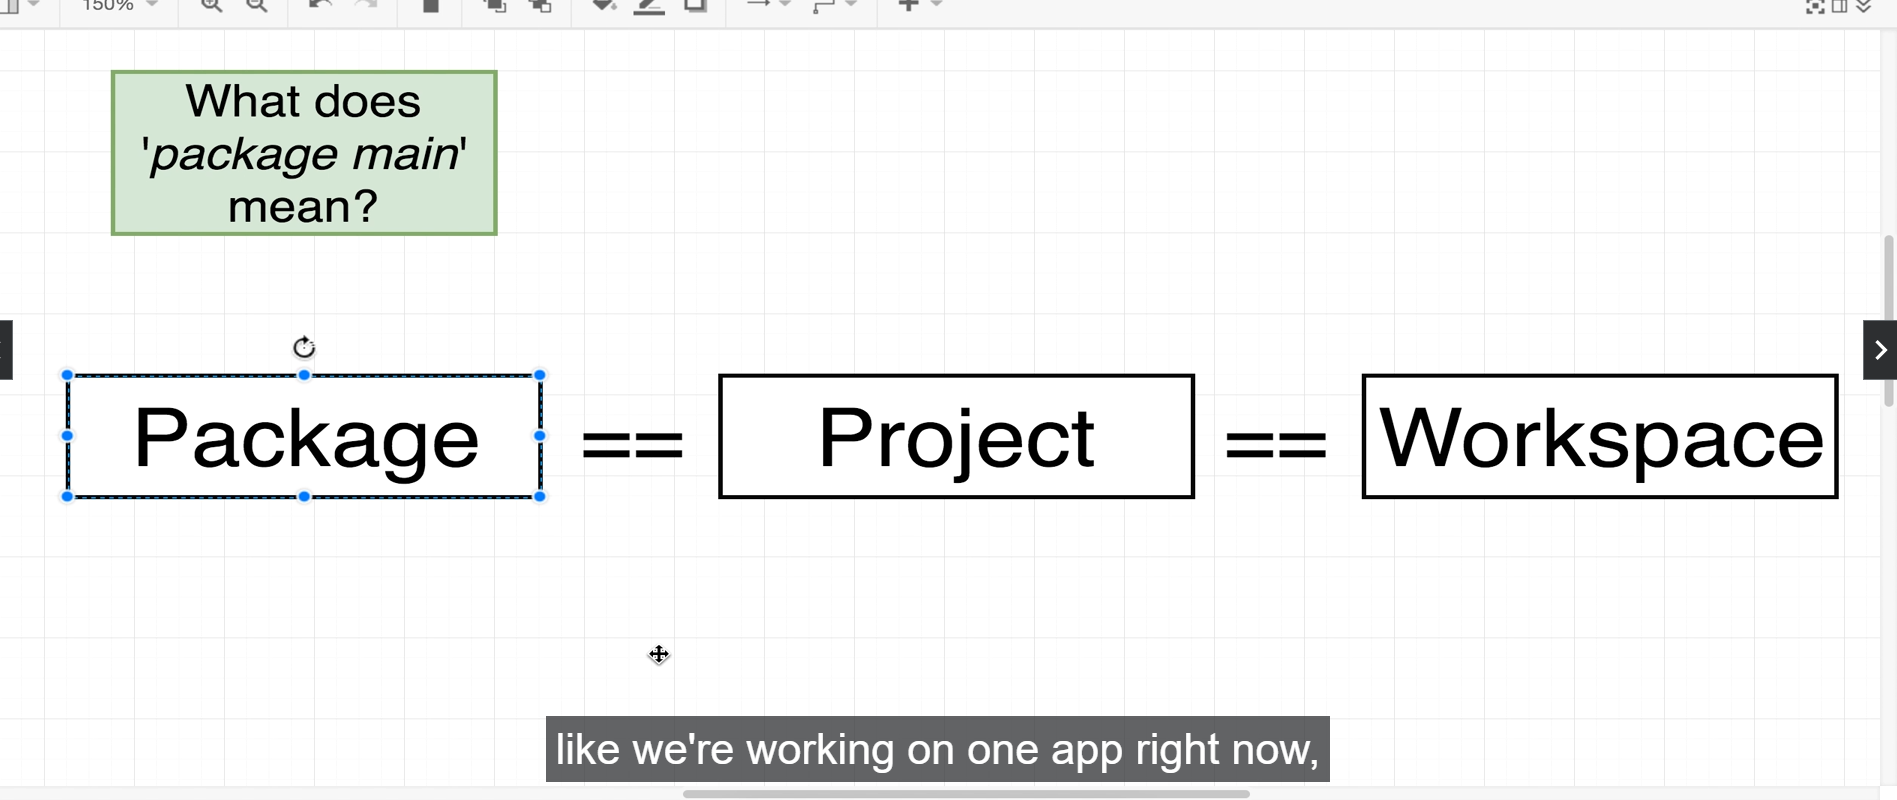 150%
What does
'package main'
mean?
Package == Project == Workspace
like we're working on one app right now,